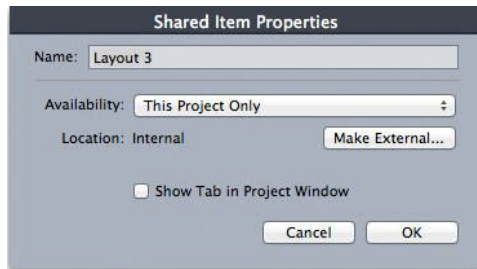 Shared Item Properties
Name: Layout 3
Availability: This Project Only
Location: Internal Make External...
Show Tab in Project Window
Cancel OK